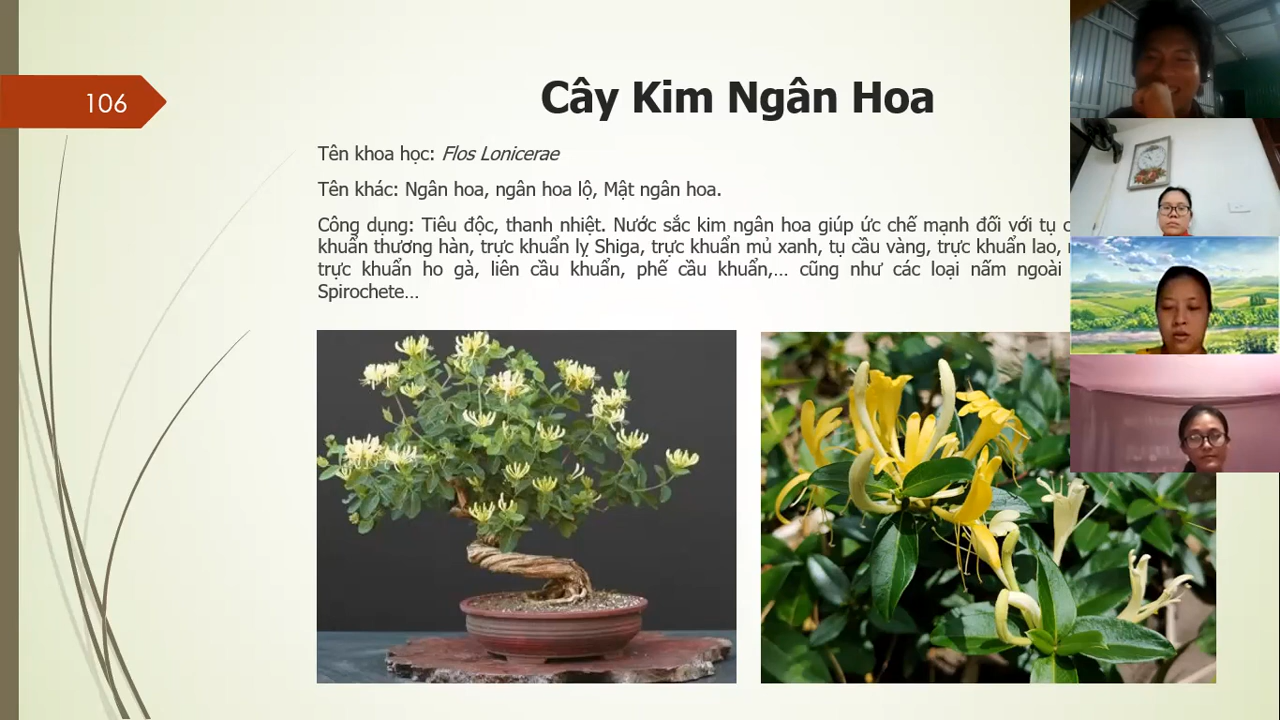 106
Cây Kim Ngân Hoa
Tên khoa học: Flos Lonicerae
Tên khác: Ngân hoa, ngân hoa lộ, Mật ngân hoa.
Công dụng: Tiêu độc, thanh nhiệt. Nước sắc kim ngân hoa giúp ức chế mạnh đối với tụ
khuẩn thương hàn, trực khuẩn lỵ Shiga, trực khuẩn mủ xanh, tụ cầu vàng, trực khuẩn lao,
trực khuẩn ho gà, liên cầu khuẩn, phế cầu khuẩn,... cũng như các loại nấm ngoài
Spirochete...